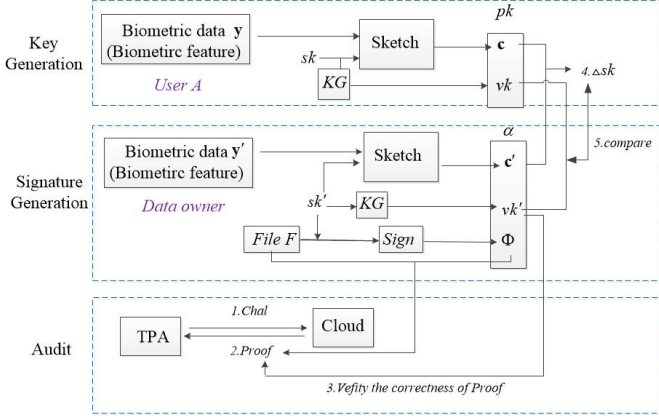 pk
Key
Generation
Biometric data y
(Biometirc feature)
User A
sk
KG
Sketch
c
vk
4.△sk
5.compare
α
Signature
Generation
Biometric data y′
(Biometirc feature)
Data owner
sk′
KG
Sketch
c′
vk′
Φ
File F
Sign
Audit
TPA
1.Chal
Cloud
2.Proof
3.Vefity the correctness of Proof